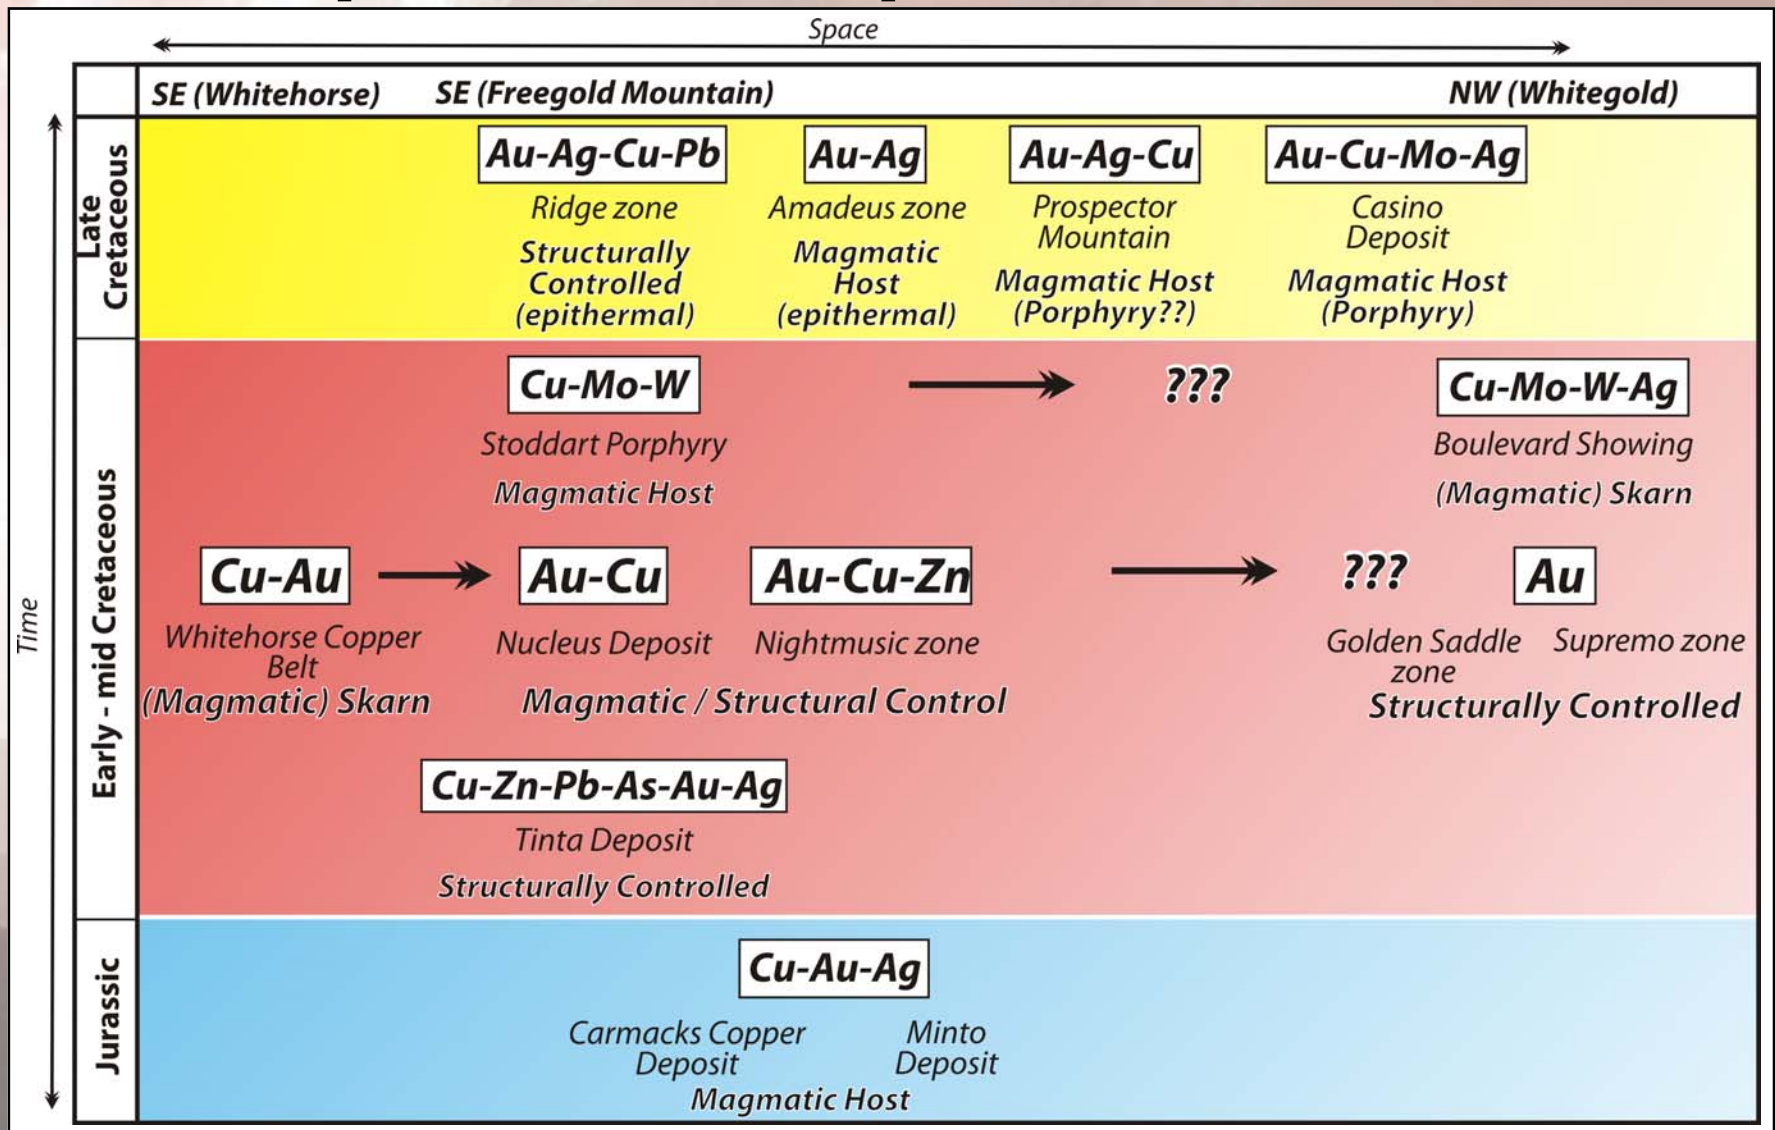 Space
SE (Whitehorse) SE (Freegold Mountain) NW (Whitegold)
Time
Late
Cretaceous
Au-Ag-Cu-Pb
Ridge zone
Structurally
Controlled
(epithermal)
Au-Ag
Amadeus zone
Magmatic
Host
(epithermal)
Au-Ag-Cu
Prospector
Mountain
Magmatic Host
(Porphyry??)
Au-Cu-Mo-Ag
Casino
Deposit
Magmatic Host
(Porphyry)
Early - mid Cretaceous
Cu-Mo-W
Stoddart Porphyry
Magmatic Host
???
Cu-Mo-W-Ag
Boulevard Showing
(Magmatic) Skarn
Cu-Au
Whitehorse Copper
Belt
(Magmatic) Skarn
Au-Cu
Nucleus Deposit
Au-Cu-Zn
Nightmusic zone
Magmatic / Structural Control
???
Golden Saddle
zone
Au
Supremo zone
Structurally Controlled
Cu-Zn-Pb-As-Au-Ag
Tinta Deposit
Structurally Controlled
Jurassic
Cu-Au-Ag
Carmacks Copper
Deposit
Minto
Deposit
Magmatic Host